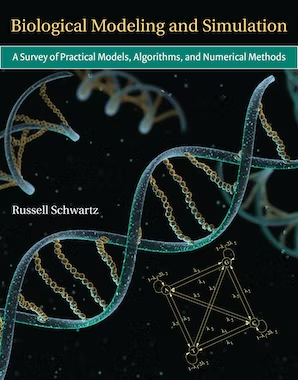 Biological Modeling and Simulation
A Survey of Practical Models, Algorithms, and Numerical Methods
Russell Schwartz